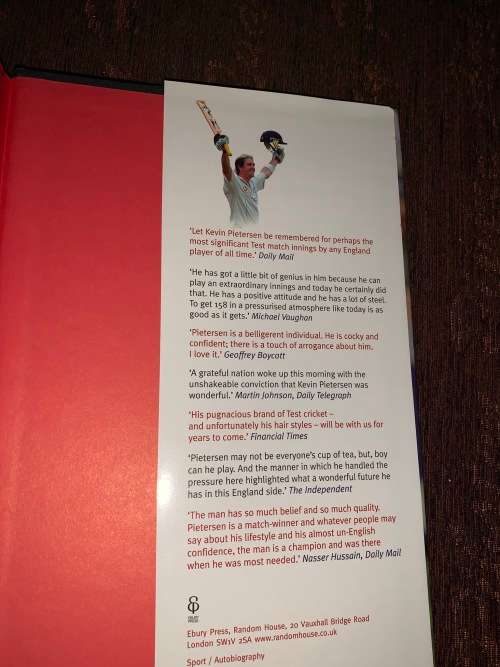 ‘Let Kevin Pietersen be remembered for perhaps the
most significant Test match innings by any England
player of all time.’ Daily Mail
‘He has got a little bit of genius in him because he can
play an extraordinary innings and today he certainly did
that. He has a positive attitude and he has a lot of steel.
To get 158 in a pressurised atmosphere like today is as
good as it gets.’ Michael Vaughan
‘Pietersen is a belligerent individual. He is cocky and
confident; there is a touch of arrogance about him.
I love it.’ Geoffrey Boycott
‘A grateful nation woke up this morning with the
unshakeable conviction that Kevin Pietersen was
wonderful.’ Martin Johnson, Daily Telegraph
‘His pugnacious brand of Test cricket –
and unfortunately his hair styles – will be with us for
years to come.’ Financial Times
‘Pietersen may not be everyone’s cup of tea, but, boy
can he play. And the manner in which he handled the
pressure here highlighted what a wonderful future he
has in this England side.’ The Independent
‘The man has so much belief and so much quality.
Pietersen is a match-winner and whatever people may
say about his lifestyle and his almost un-English
confidence, the man is a champion and was there
when he was most needed.’ Nasser Hussain, Daily Mail
EBURY
PRESS
Ebury Press, Random House, 20 Vauxhall Bridge Road
London SW1V 2SA www.randomhouse.co.uk
Sport / Autobiography